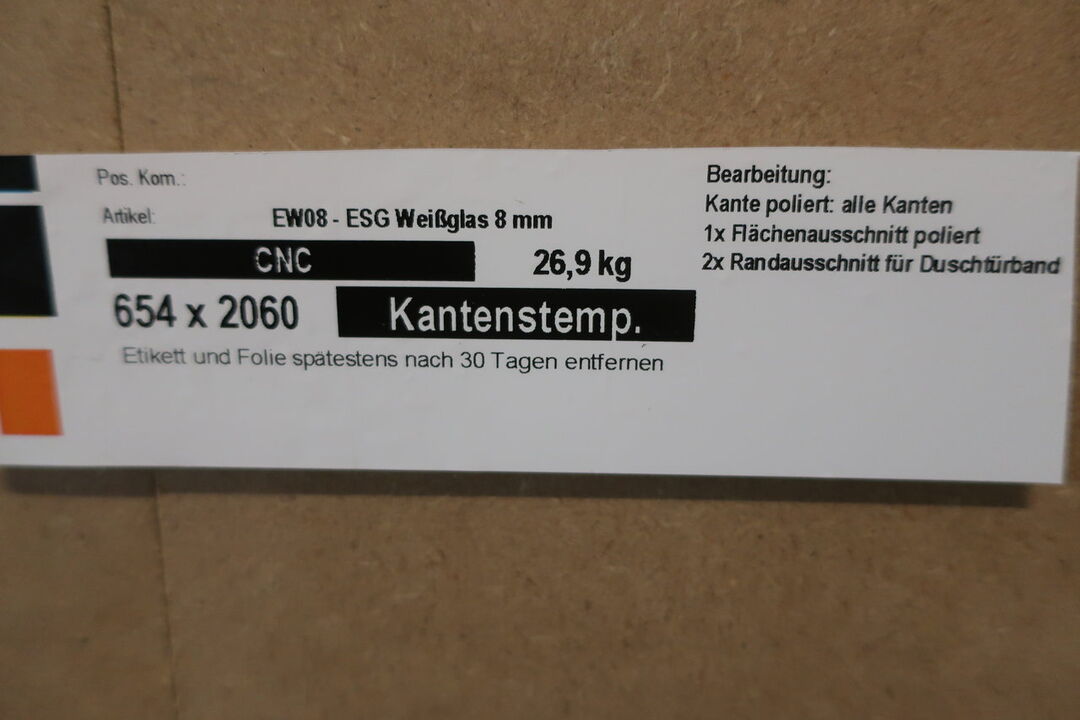 Pos. Kom.:
Artikel: EW08 - ESG Weißglas 8 mm
CNC 26,9 kg
654 x 2060 Kantenstemp.
Etikett und Folie spätestens nach 30 Tagen entfernen
Bearbeitung:
Kante poliert: alle Kanten
1x Flächenausschnitt poliert
2x Randausschnitt für Duschtürband